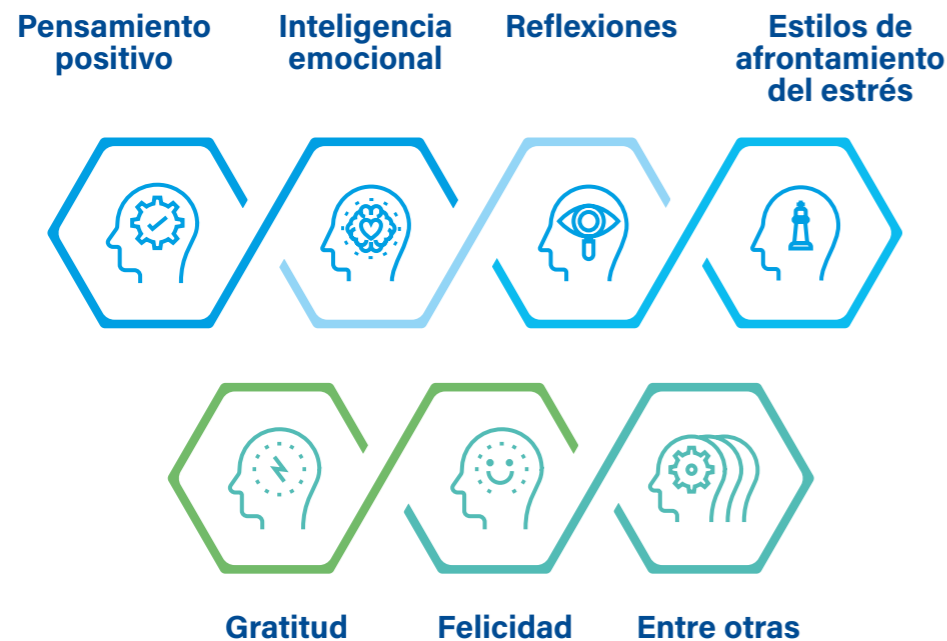 Pensamiento
positivo
Inteligencia
emocional
Reflexiones
Estilos de
afrontamiento
del estrés
Gratitud
Felicidad
Entre otras